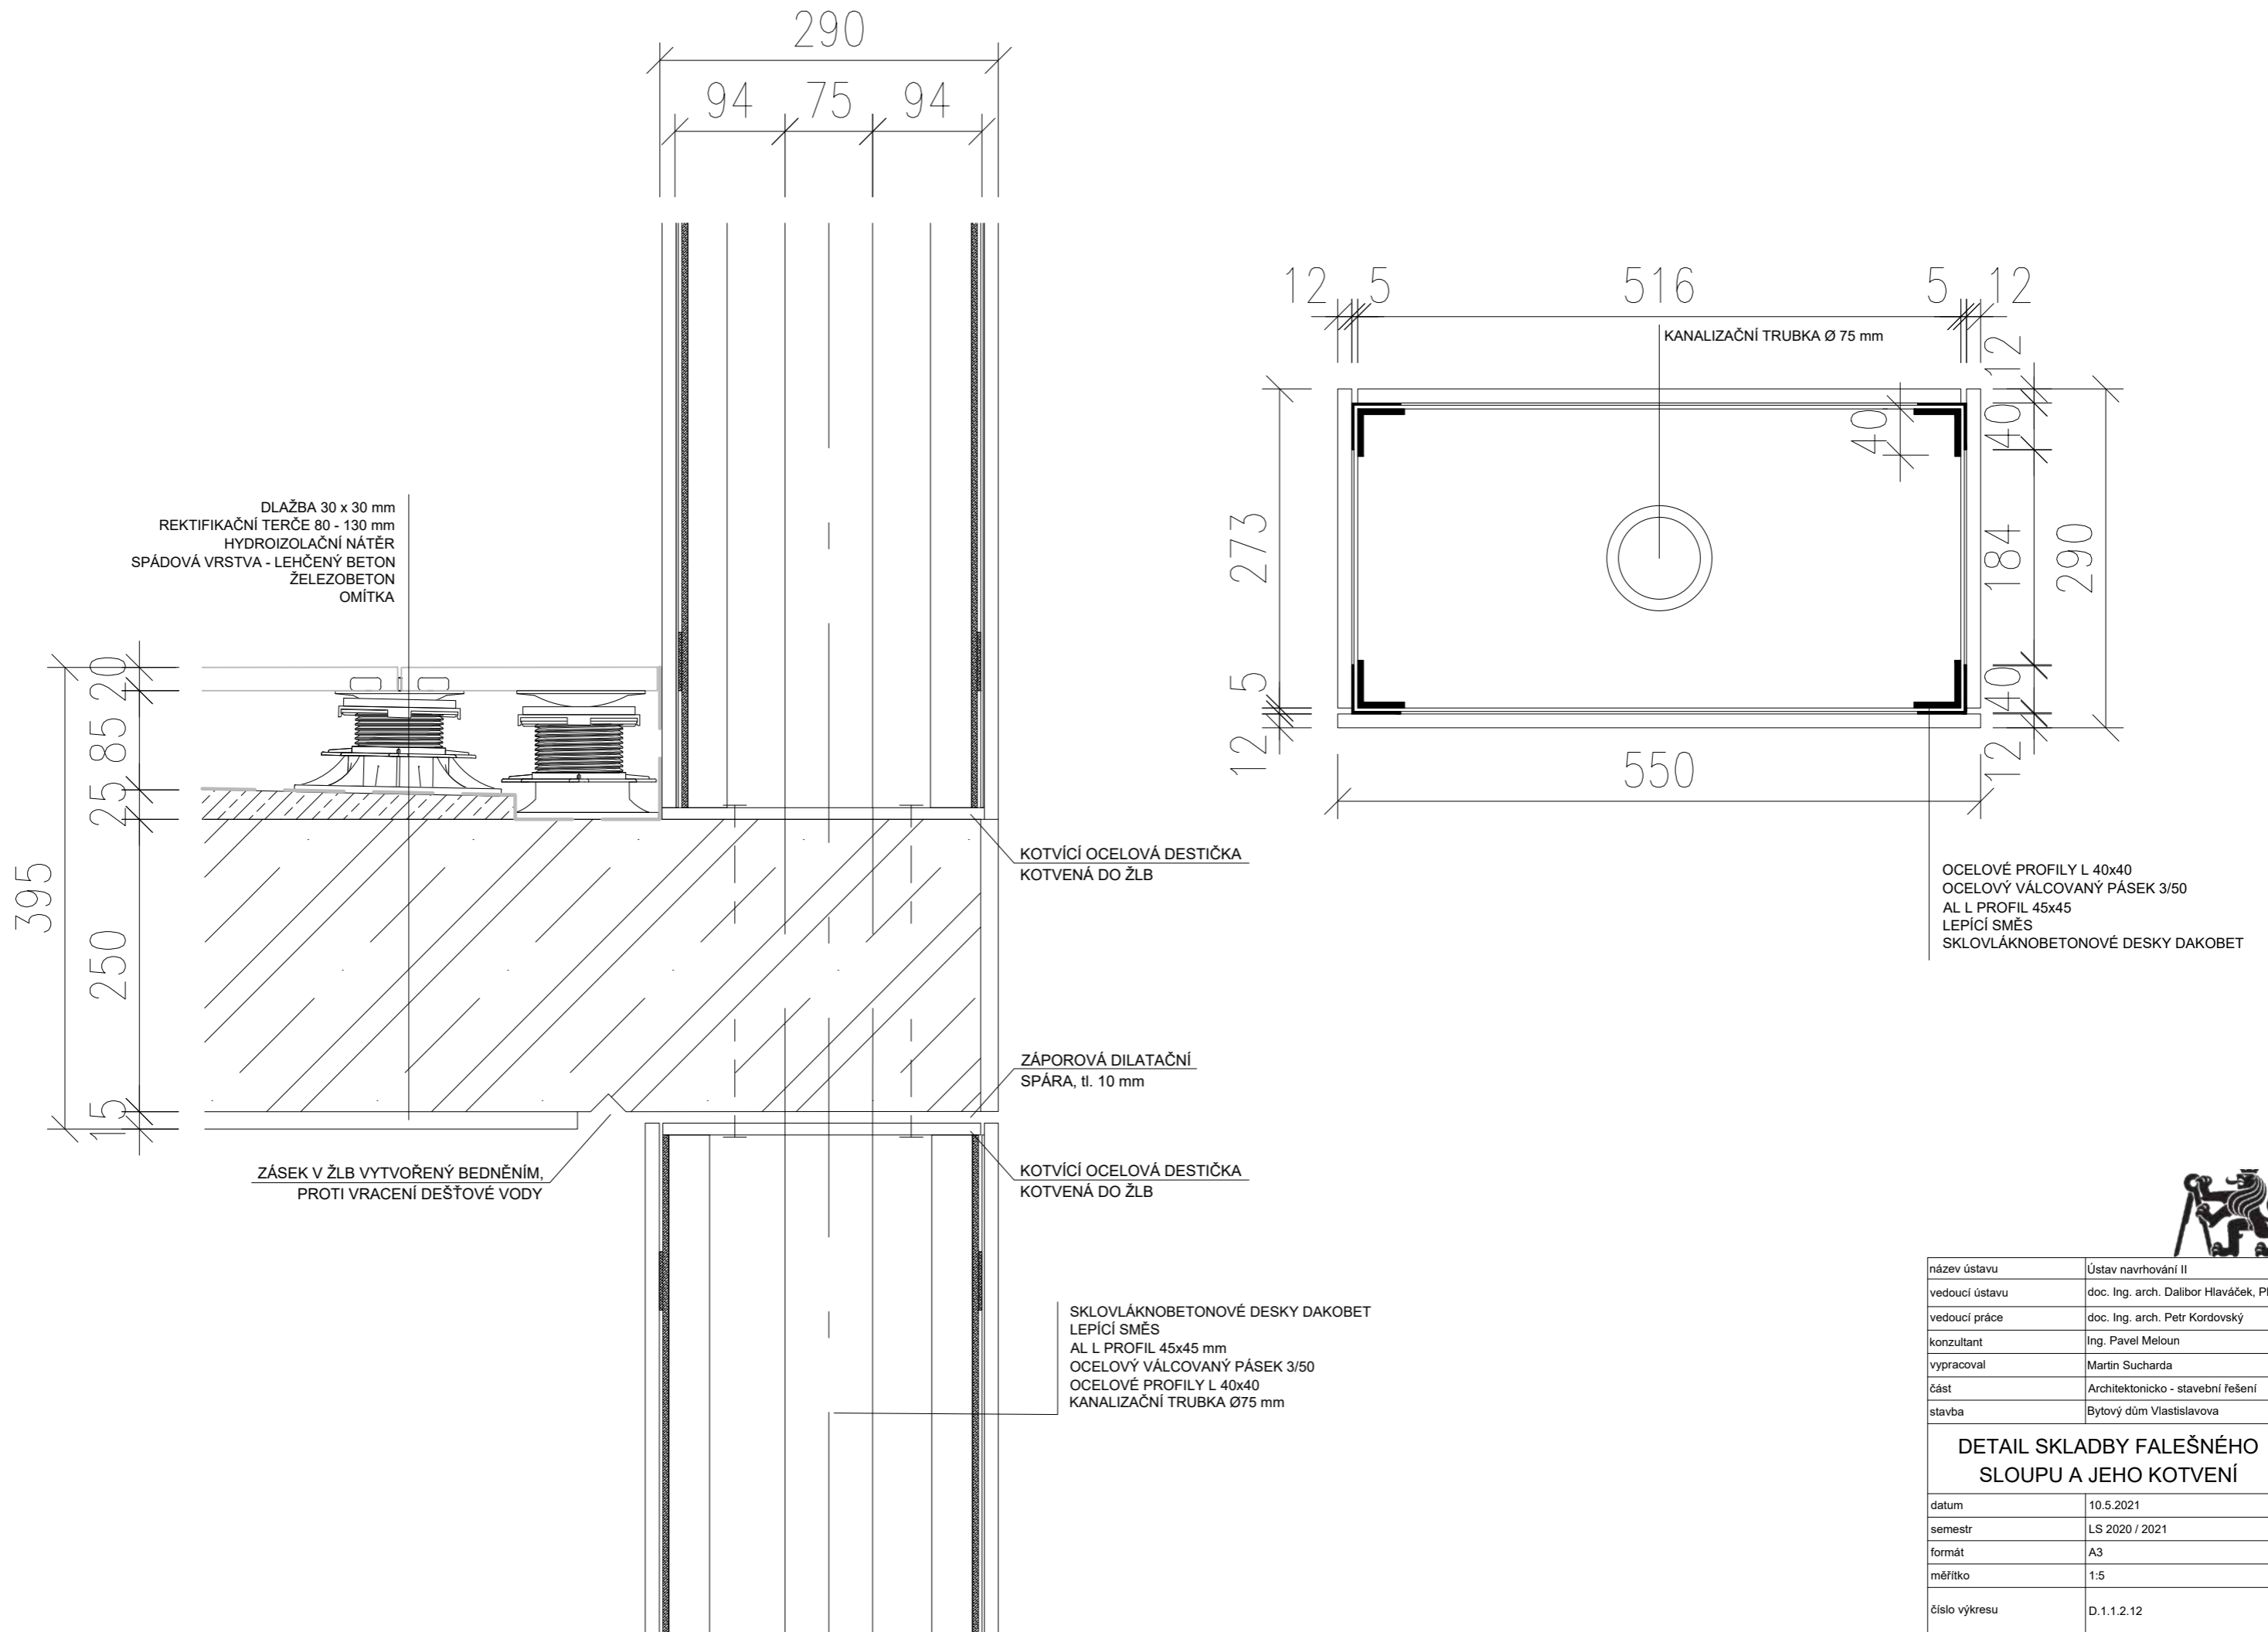 290
94 75 94
12 5 516 5 12
KANALIZAČNÍ TRUBKA Ø 75 mm
12
40
40
273
184
290
5
40
12
12
550
DLAŽBA 30 x 30 mm
REKTIFIKAČNÍ TERČE 80 - 130 mm
HYDROIZOLAČNÍ NÁTĚR
SPÁDOVÁ VRSTVA - LEHČENÝ BETON
ŽELEZOBETON
OMÍTKA
20
85
25
395
250
15
KOTVÍCÍ OCELOVÁ DESTIČKA
KOTVENÁ DO ŽLB
OCELOVÉ PROFILY L 40x40
OCELOVÝ VÁLCOVANÝ PÁSEK 3/50
AL L PROFIL 45x45
LEPÍCÍ SMĚS
SKLOVLÁKNOBETONOVÉ DESKY DAKOBET
ZÁPOROVÁ DILATAČNÍ
SPÁRA, tl. 10 mm
ZÁSEK V ŽLB VYTVOŘENÝ BEDNĚNÍM,
PROTI VRACENÍ DEŠŤOVÉ VODY
KOTVÍCÍ OCELOVÁ DESTIČKA
KOTVENÁ DO ŽLB
SKLOVLÁKNOBETONOVÉ DESKY DAKOBET
LEPÍCÍ SMĚS
AL L PROFIL 45x45 mm
OCELOVÝ VÁLCOVANÝ PÁSEK 3/50
OCELOVÉ PROFILY L 40x40
KANALIZAČNÍ TRUBKA Ø75 mm
název ústavu Ústav navrhování II
vedoucí ústavu doc. Ing. arch. Dalibor Hlaváček,
vedoucí práce doc. Ing. arch. Petr Kordovský
konzultant Ing. Pavel Meloun
vypracoval Martin Sucharda
část Architektonicko - stavební řešení
stavba Bytový dům Vlastislavova
DETAIL SKLADBY FALEŠNÉHO
SLOUPU A JEHO KOTVENÍ
datum 10.5.2021
semestr LS 2020 / 2021
formát A3
měřítko 1:5
číslo výkresu D.1.1.2.12